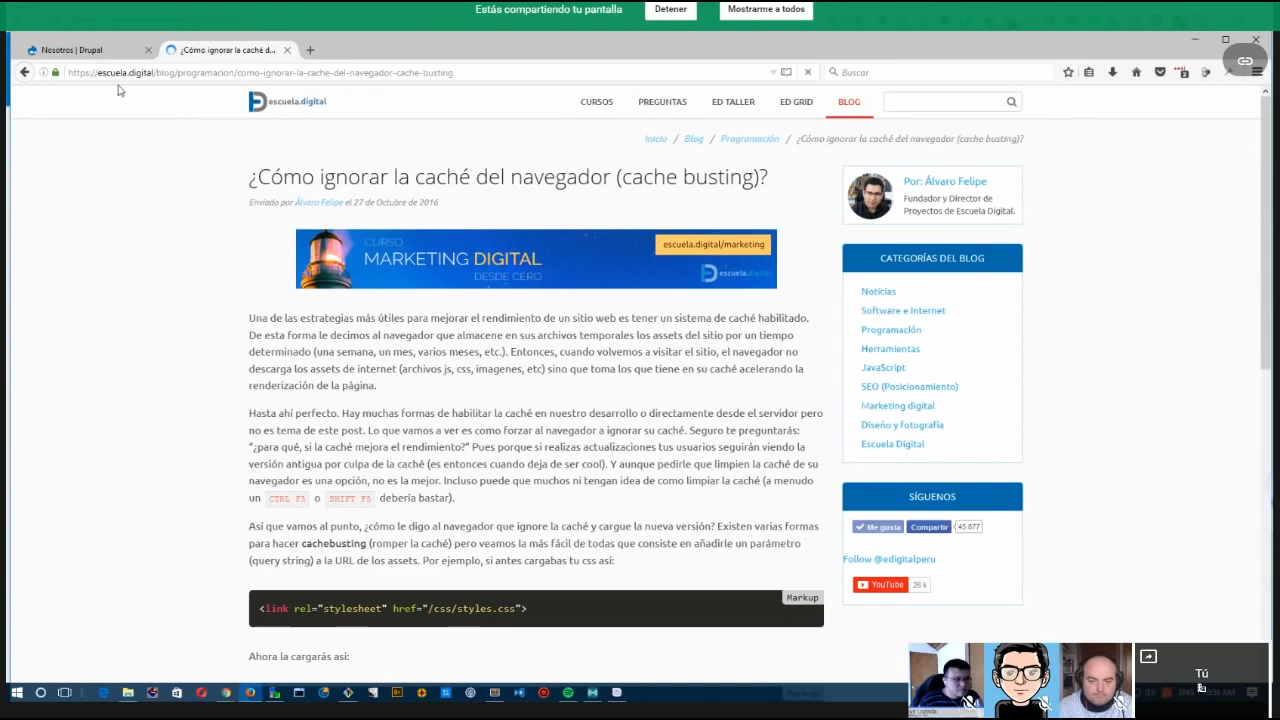 Estás compartiendo tu pantalla
Detener
Mostrarme a todos
Nosotros | Drupal
¿Cómo ignorar la caché d...
https://escuela.digital/blog/programacion/como-ignorar-la-cache-del-navegador-cache-busting
Buscar
escuela.digital
CURSOS
PREGUNTAS
ED TALLER
ED GRID
BLOG
Inicio / Blog / Programación / ¿Cómo ignorar la caché del navegador (cache busting)?
¿Cómo ignorar la caché del navegador (cache busting)?
Enviado por Álvaro Felipe el 27 de Octubre de 2016
CURSO
MARKETING DIGITAL
DESDE CERO
escuela.digital/marketing
escuela.digital
Una de las estrategias más útiles para mejorar el rendimiento de un sitio web es tener un sistema de caché habilitado.
De esta forma le decimos al navegador que almacene en sus archivos temporales los assets del sitio por un tiempo
determinado (una semana, un mes, varios meses, etc.). Entonces, cuando volvemos a visitar el sitio, el navegador no
descarga los assets de internet (archivos js, css, imagenes, etc) sino que toma los que tiene en su caché acelerando la
renderización de la página.
Hasta ahí perfecto. Hay muchas formas de habilitar la caché en nuestro desarrollo o directamente desde el servidor pero
no es tema de este post. Lo que vamos a ver es como forzar al navegador a ignorar su caché. Seguro te preguntarás:
"¿para qué, si la caché mejora el rendimiento?" Pues porque si realizas actualizaciones tus usuarios seguirán viendo la
versión antigua por culpa de la caché (es entonces cuando deja de ser cool). Y aunque pedirle que limpien la caché de su
navegador es una opción, no es la mejor. Incluso puede que muchos ni tengan idea de como limpiar la caché (a menudo
un CTRL F5 o SHIFT F5 debería bastar).
Así que vamos al punto, ¿cómo le digo al navegador que ignore la caché y cargue la nueva versión? Existen varias formas
para hacer cachebusting (romper la caché) pero veamos la más fácil de todas que consiste en añadirle un parámetro
(query string) a la URL de los assets. Por ejemplo, si antes cargabas tu css así:
Markup
<link rel="stylesheet" href="/css/styles.css">
Ahora la cargarás así:
Por: Álvaro Felipe
Fundador y Director de
Proyectos de Escuela Digital.
CATEGORÍAS DEL BLOG
Noticias
Software e Internet
Programación
Herramientas
JavaScript
SEO (Posicionamiento)
Marketing digital
Diseño y fotografía
Escuela Digital
SÍGUENOS
Me gusta
Compartir
45 877
Follow @edigitalperu
YouTube
26k
Tú